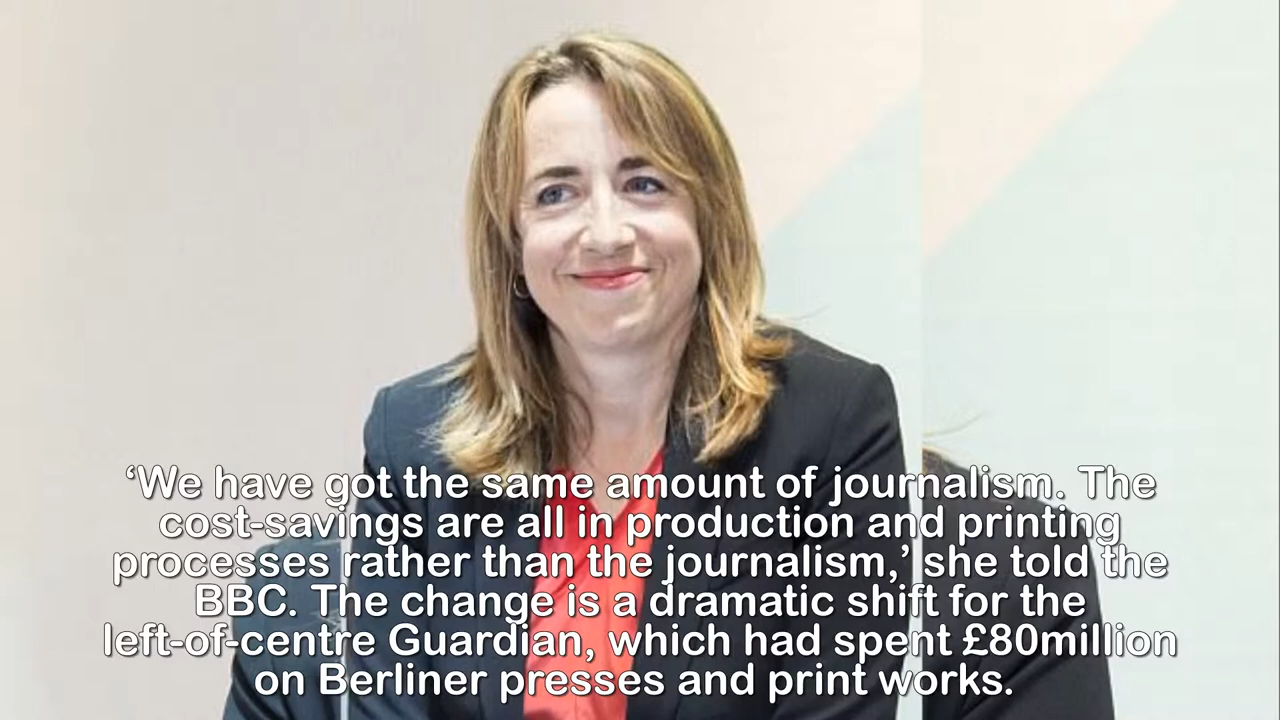 ‘We have got the same amount of journalism. The
cost-savings are all in production and printing
processes rather than the journalism,’ she told the
BBC. The change is a dramatic shift for the
left-of-centre Guardian, which had spent £80million
on Berliner presses and print works.